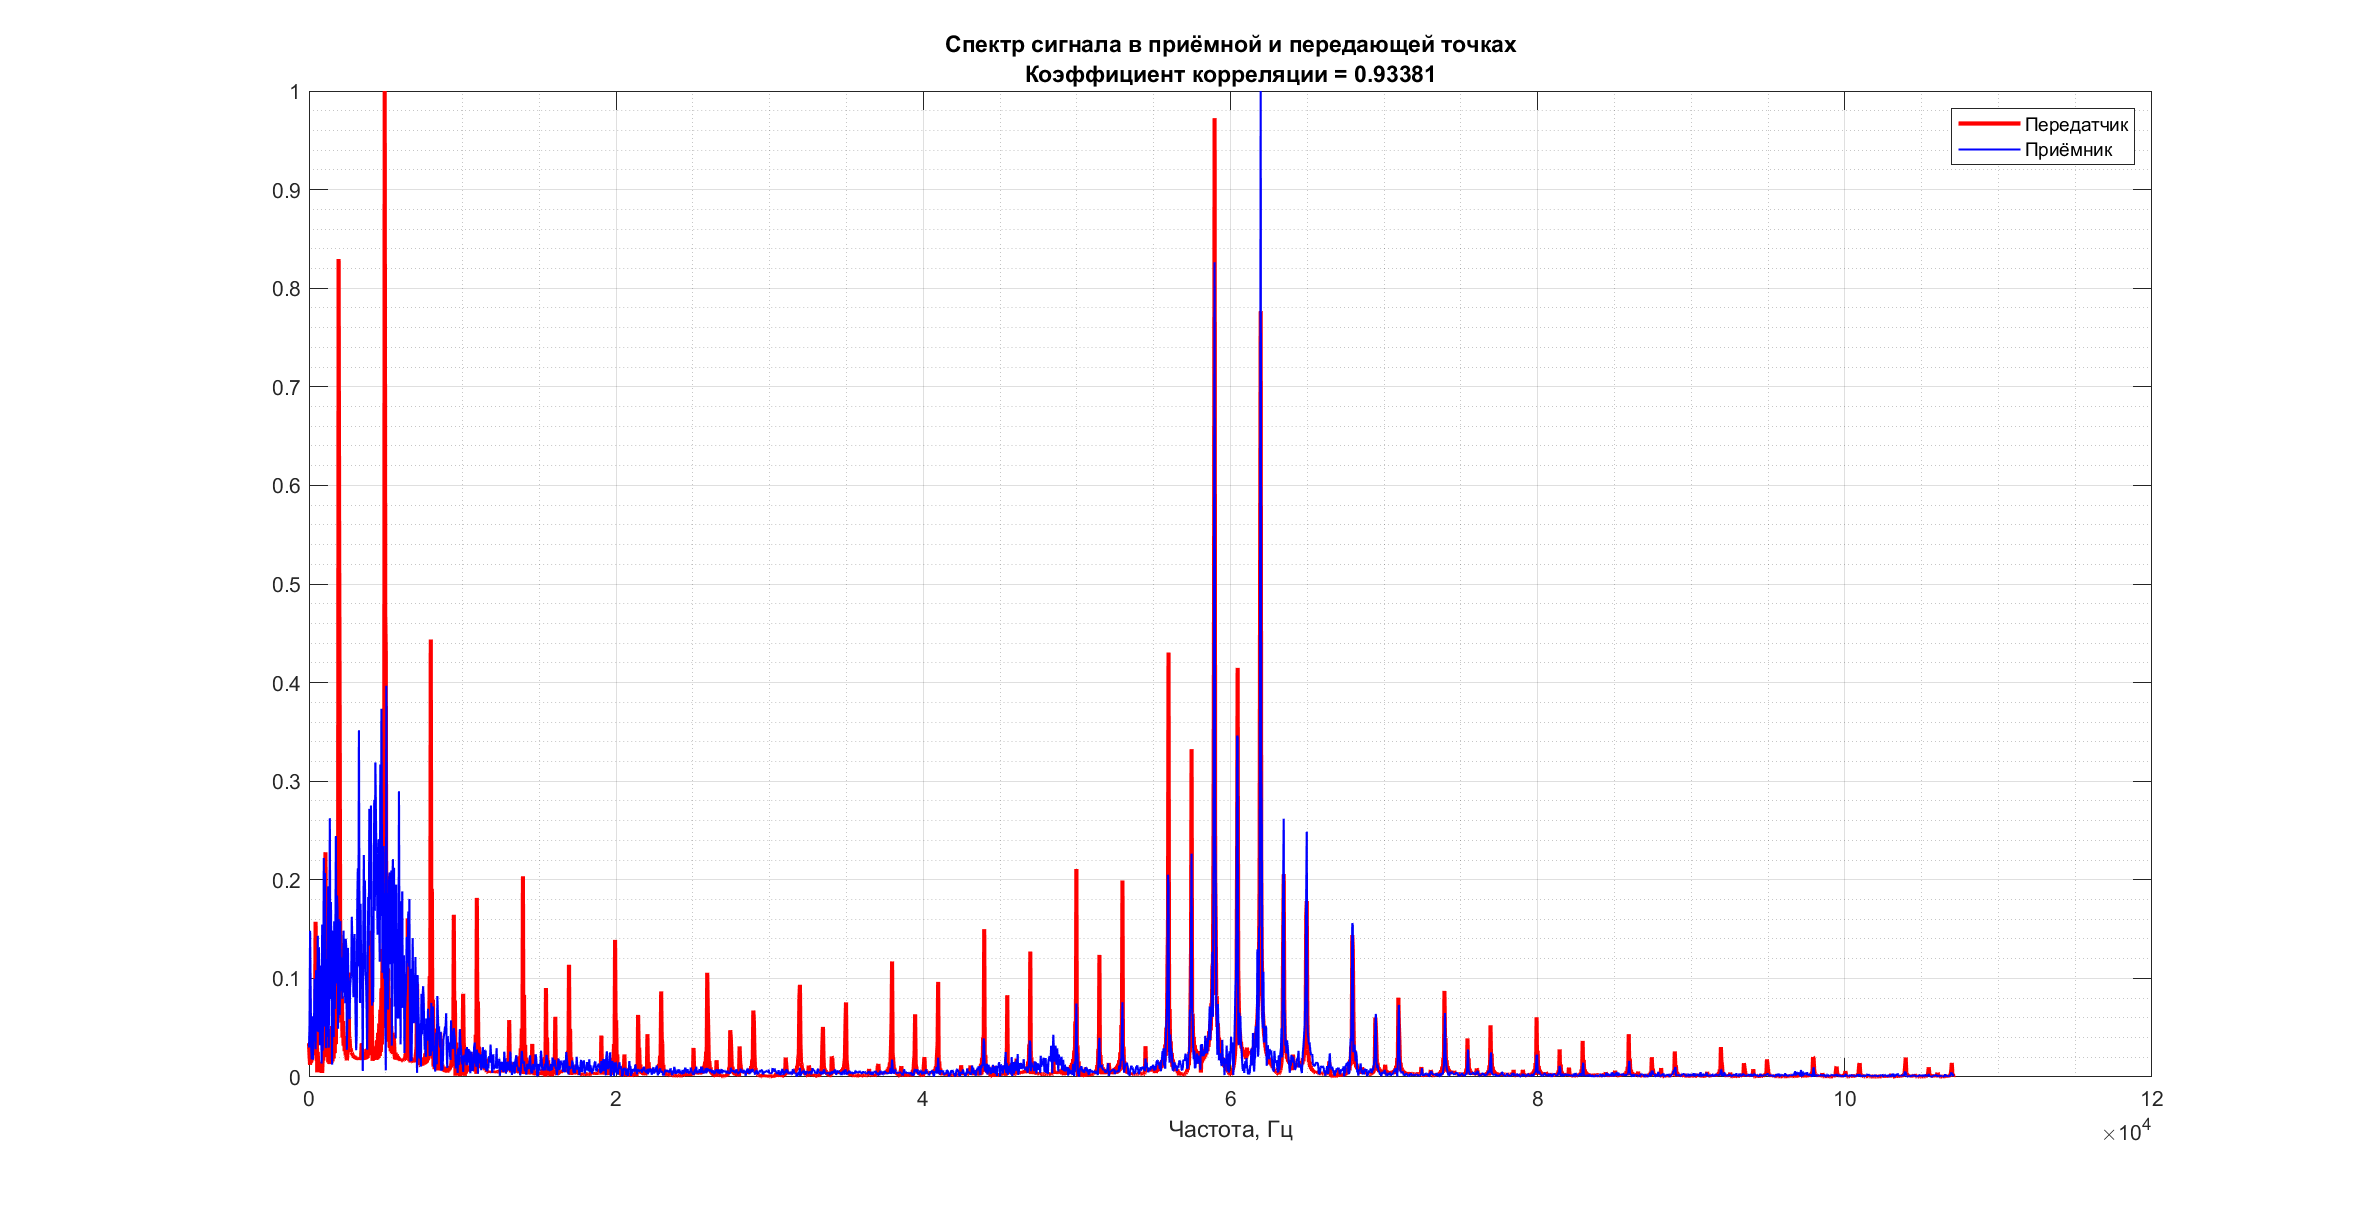 Спектр сигнала в приёмной и передающей точках
Коэффициент корреляции = 0.93381
Передатчик
Приёмник
1
0.9
0.8
0.7
0.6
0.5
0.4
0.3
0.2
0.1
0
0 2 4 6 8 10 12
Частота, Гц
×10⁴